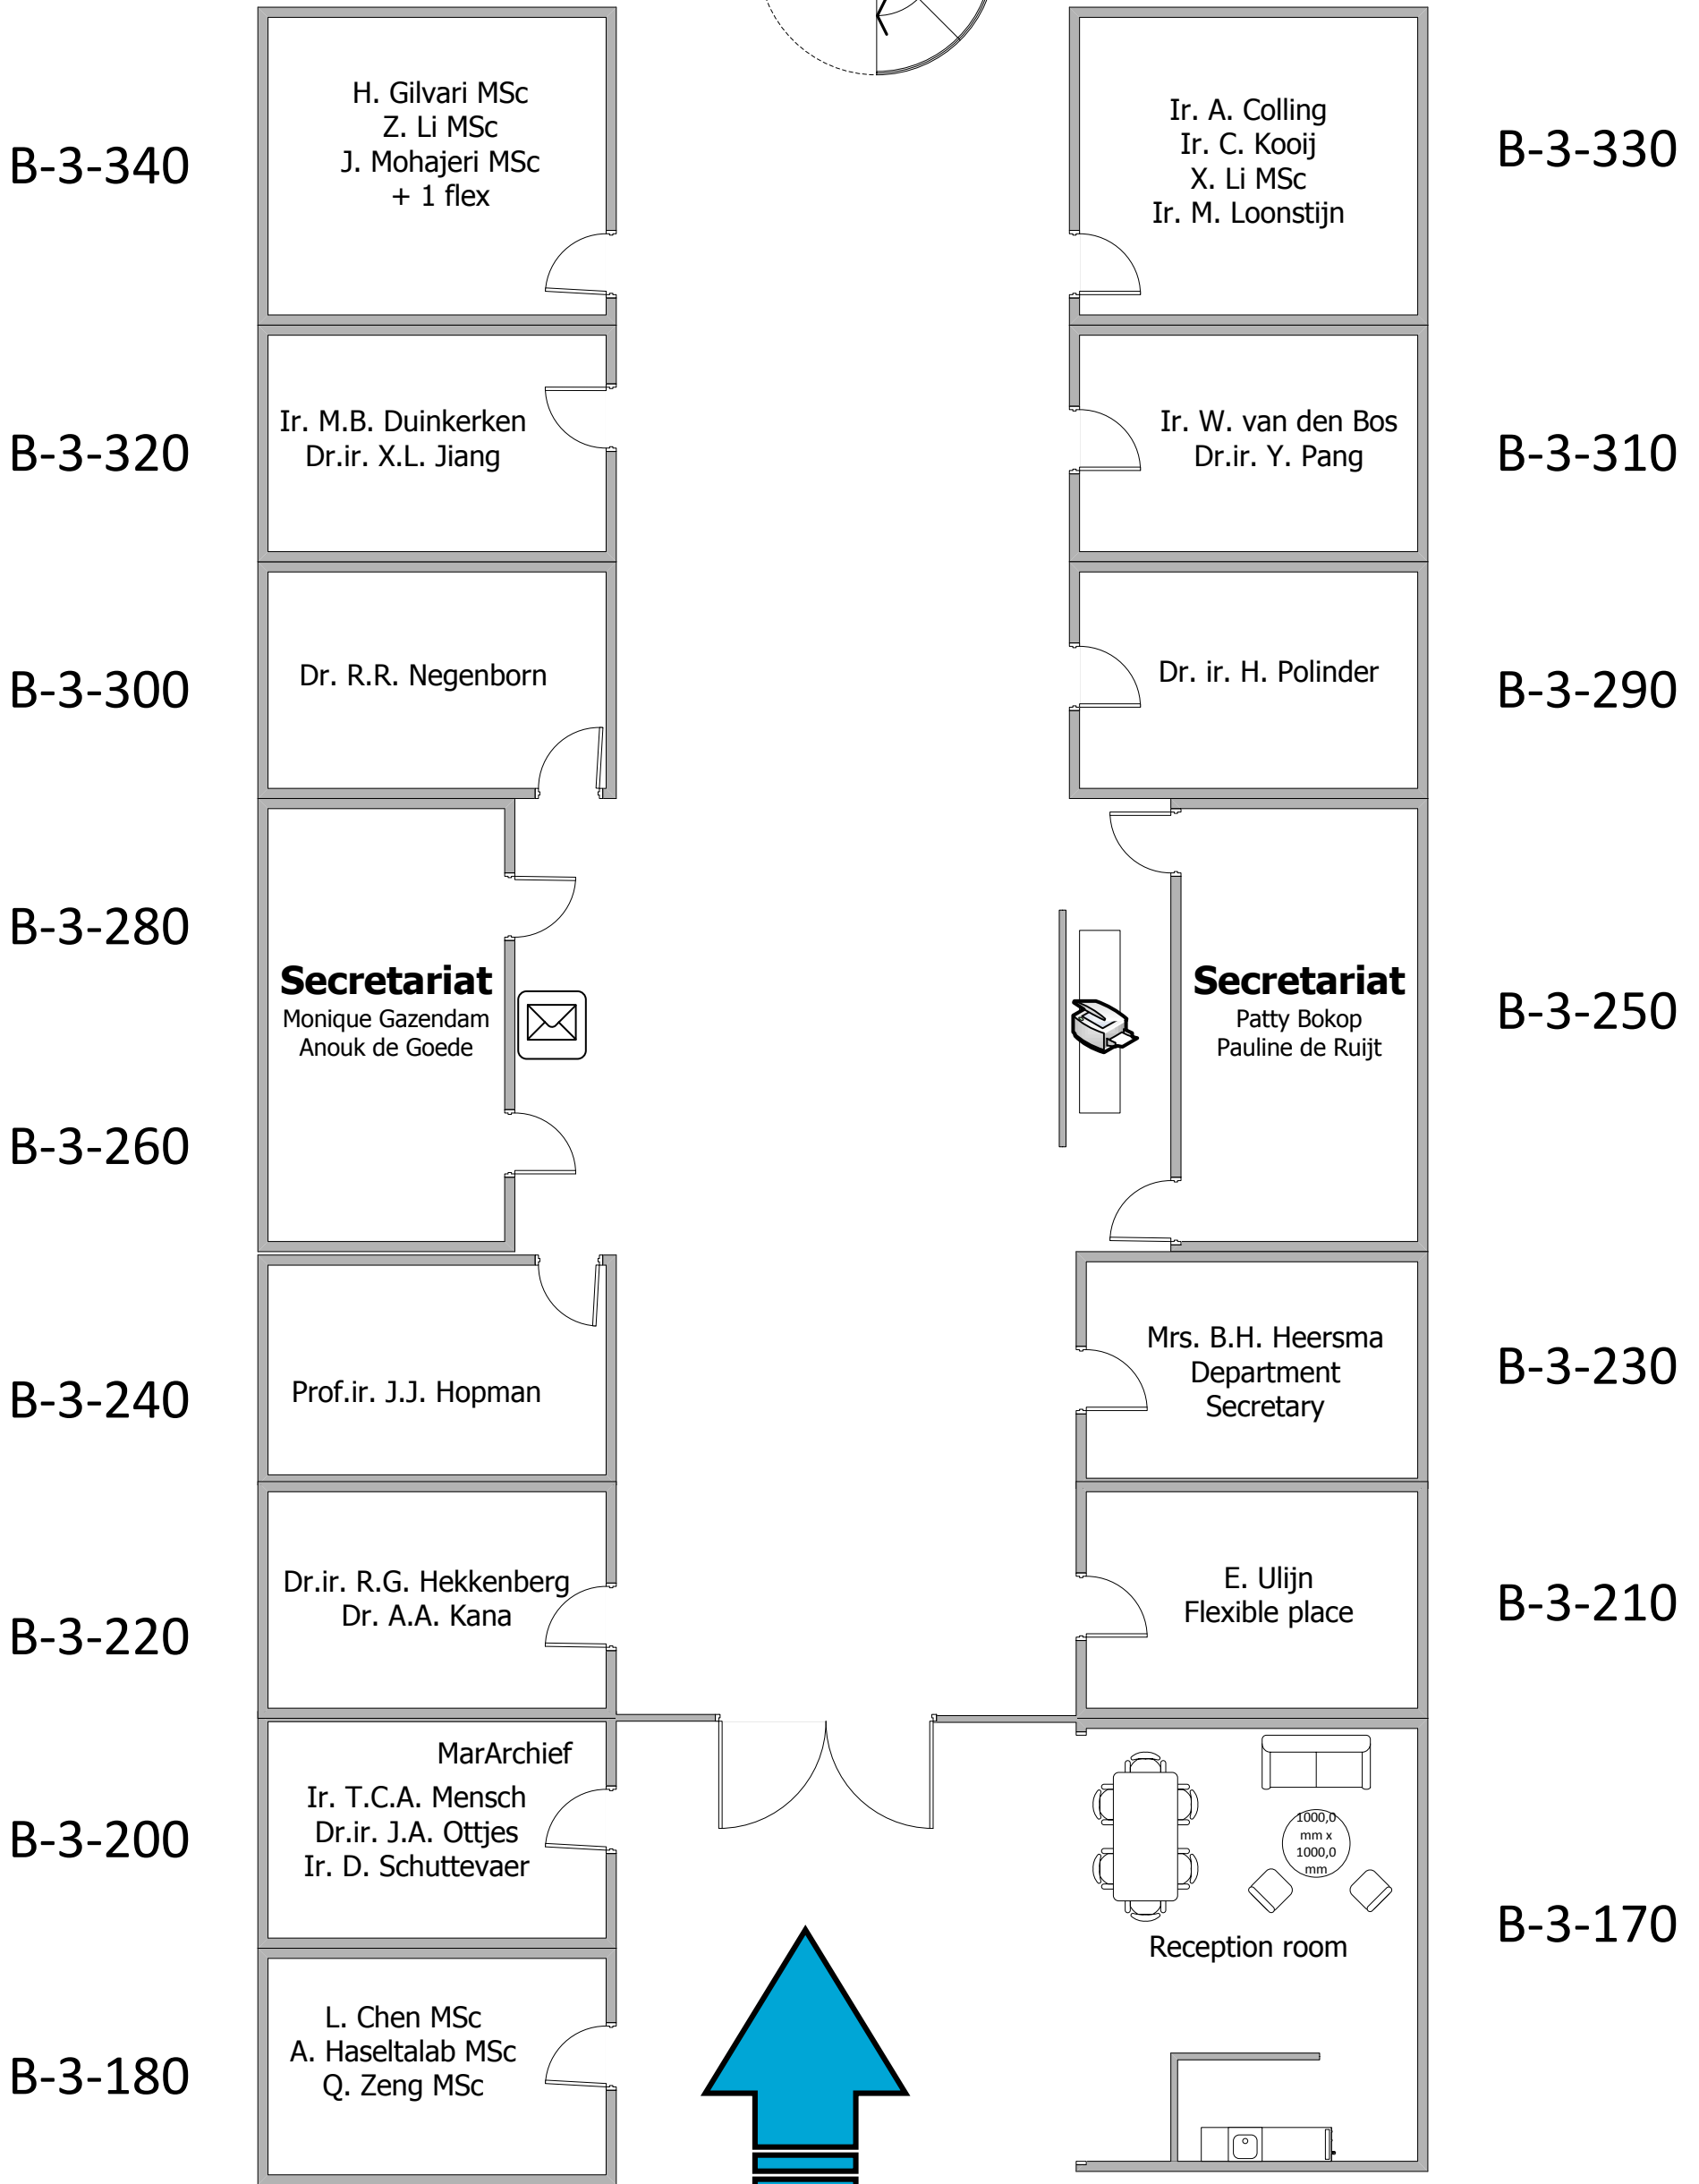 B-3-340
H. Gilvari MSc
Z. Li MSc
J. Mohajeri MSc
+ 1 flex
Ir. A. Colling
Ir. C. Kooij
X. Li MSc
Ir. M. Loonstijn
B-3-330
B-3-320
Ir. M.B. Duinkerken
Dr.ir. X.L. Jiang
Ir. W. van den Bos
Dr.ir. Y. Pang
B-3-310
B-3-300
Dr. R.R. Negenborn
Dr. ir. H. Polinder
B-3-290
B-3-280
Secretariat
Monique Gazendam
Anouk de Goede
B-3-260
Secretariat
Patty Bokop
Pauline de Ruijt
B-3-250
B-3-240
Prof.ir. J.J. Hopman
Mrs. B.H. Heersma
Department
Secretary
B-3-230
B-3-220
Dr.ir. R.G. Hekkenberg
Dr. A.A. Kana
E. Ulijn
Flexible place
B-3-210
B-3-200
MarArchief
Ir. T.C.A. Mensch
Dr.ir. J.A. Ottjes
Ir. D. Schuttevaer
1000,0
mm x
1000,0
mm
Reception room
B-3-170
B-3-180
L. Chen MSc
A. Haseltalab MSc
Q. Zeng MSc